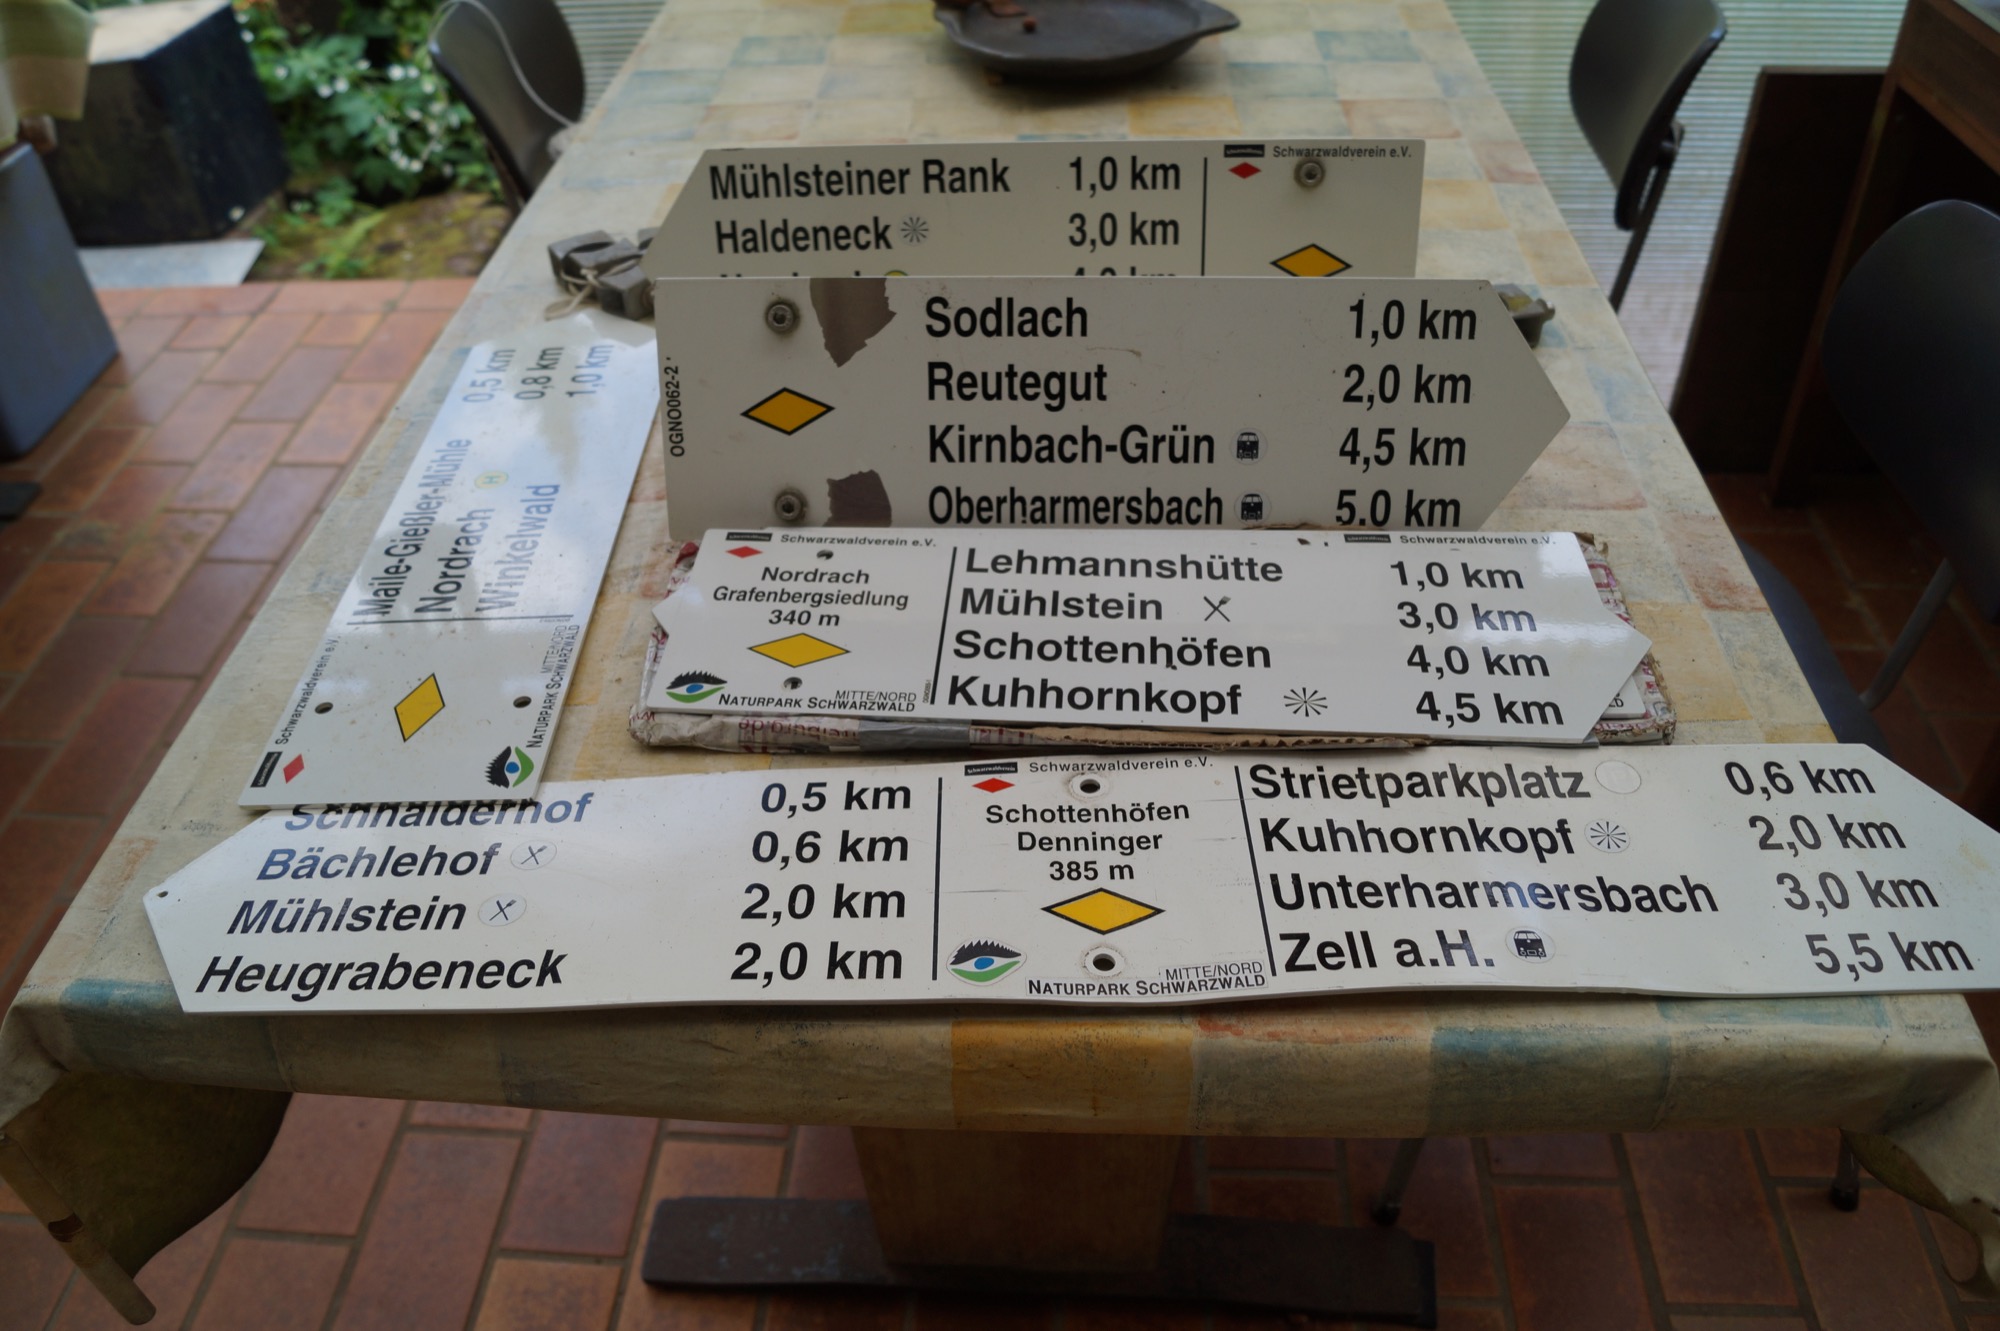 Schwarzwaldverein e.V.
Mühlsteiner Rank 1,0 km
Haldeneck 3,0 km
OGNO062-2
Sodlach 1,0 km
Reutegut 2,0 km
Kirnbach-Grün 4,5 km
Oberharmersbach 5.0 km
Maile-Gießler-Mühle 0,5 km
Nordrach H 0,8 km
Winkelwald 1,0 km
Schwarzwaldverein e.V.
MITTE/NORD
NATURPARK SCHWARZWALD
Schwarzwaldverein e.V.
Schwarzwaldverein e.V.
Nordrach
Grafenbergsiedlung
340 m
MITTE/NORD
NATURPARK SCHWARZWALD
Lehmannshütte 1,0 km
Mühlstein 3,0 km
Schottenhöfen 4,0 km
Kuhhornkopf 4,5 km
Schnaiderhof 0,5 km
Bächlehof 0,6 km
Mühlstein 2,0 km
Heugrabeneck 2,0 km
Schwarzwaldverein e.V.
Schottenhöfen
Denninger
385 m
MITTE/NORD
NATURPARK SCHWARZWALD
Strietparkplatz 0,6 km
Kuhhornkopf 2,0 km
Unterharmersbach 3,0 km
Zell a.H. 5,5 km